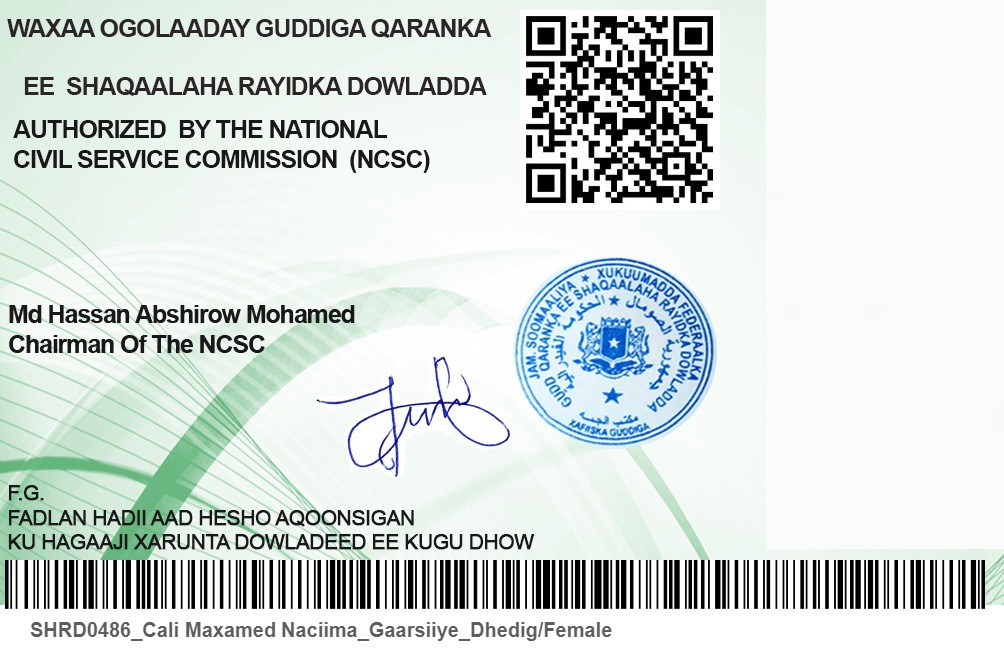 WAXAA OGOLAADAY GUDDIGA QARANKA
EE SHAQAALAHA RAYIDKA DOWLADDA
AUTHORIZED BY THE NATIONAL
CIVIL SERVICE COMMISSION (NCSC)
Md Hassan Abshirow Mohamed
Chairman Of The NCSC
JAM. SOOMAALIYA ★ XUKUUMADDA FEDERAALKA
GUDD QARANKA EE SHAQAALAHA RAYIDKA DOWLADDA
XAFIISKA GUDDIGA
F.G.
FADLAN HADII AAD HESHO AQOONSIGAN
KU HAGAAJI XARUNTA DOWLADEED EE KUGU DHOW
SHRD0486_Cali Maxamed Naciima_Gaarsiiye_Dhedig/Female